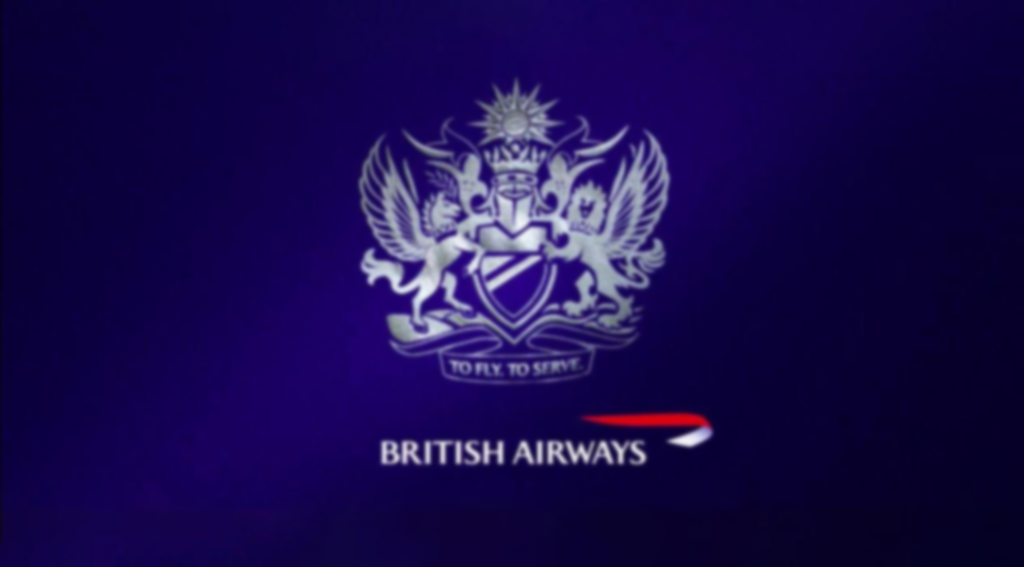 TO FLY. TO SERVE.
BRITISH AIRWAYS